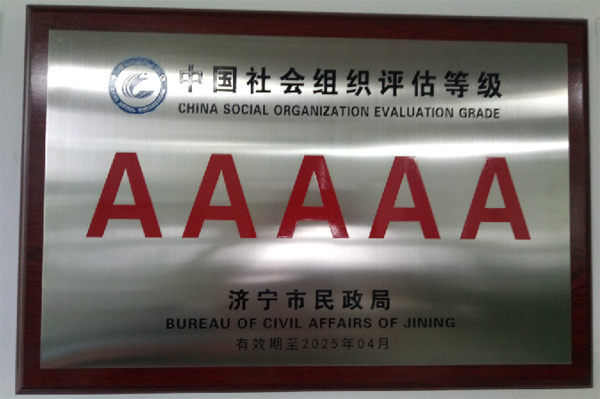 中国社会组织评估等级
CHINA SOCIAL ORGANIZATION EVALUATION GRADE
AAAAA
济宁市民政局
BUREAU OF CIVIL AFFAIRS OF JINING
有效期至2025年04月